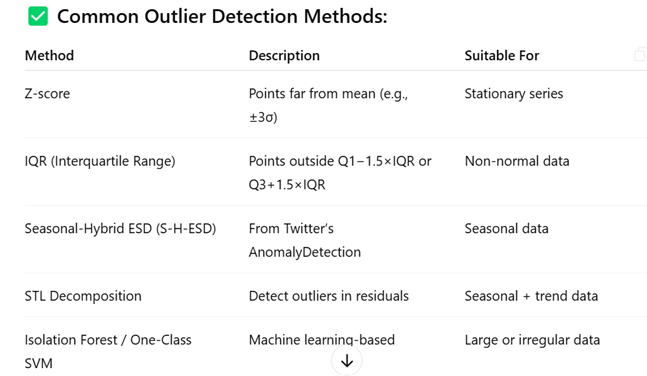 ✅ Common Outlier Detection Methods:
Method Description Suitable For
Z-score Points far from mean (e.g., Stationary series
±3σ)
IQR (Interquartile Range) Points outside Q1−1.5×IQR or Non-normal data
Q3+1.5×IQR
Seasonal-Hybrid ESD (S-H-ESD) From Twitter's Seasonal data
AnomalyDetection
STL Decomposition Detect outliers in residuals Seasonal + trend data
Isolation Forest / One-Class Machine learning-based Large or irregular data
SVM